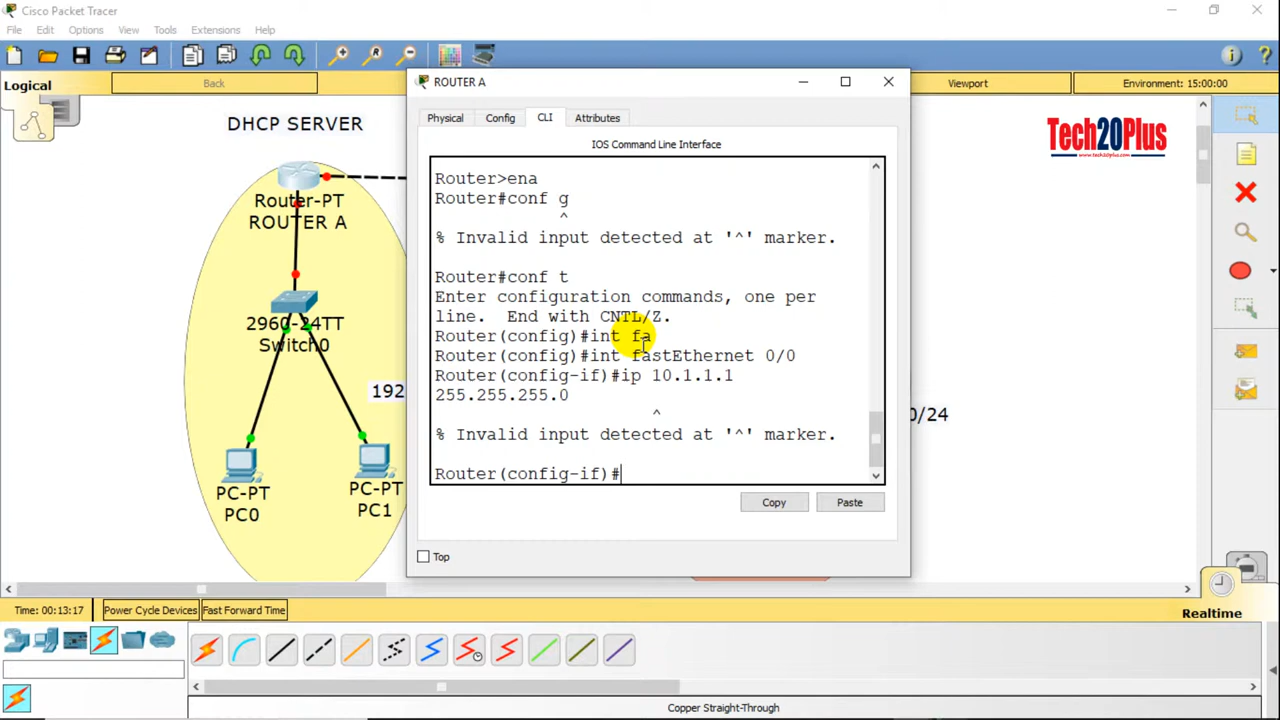 Cisco Packet Tracer
File Edit Options View Tools Extensions Help
Logical
Back
Viewport
Environment: 15:00:00
DHCP SERVER
Router-PT
ROUTER A
2960-24TT
Switch0
PC-PT
PC0
PC-PT
PC1
192
0/24
Tech20Plus
www.tech20plus.com
ROUTER A
Physical Config CLI Attributes
IOS Command Line Interface
Router>ena
Router#conf g
^
% Invalid input detected at '^' marker.
Router#conf t
Enter configuration commands, one per
line. End with CNTL/Z.
Router(config)#int fa
Router(config)#int fastEthernet 0/0
Router(config-if)#ip 10.1.1.1
255.255.255.0
^
% Invalid input detected at '^' marker.
Router(config-if)#
Copy Paste
Top
Time: 00:13:17 Power Cycle Devices Fast Forward Time
Realtime
Copper Straight-Through